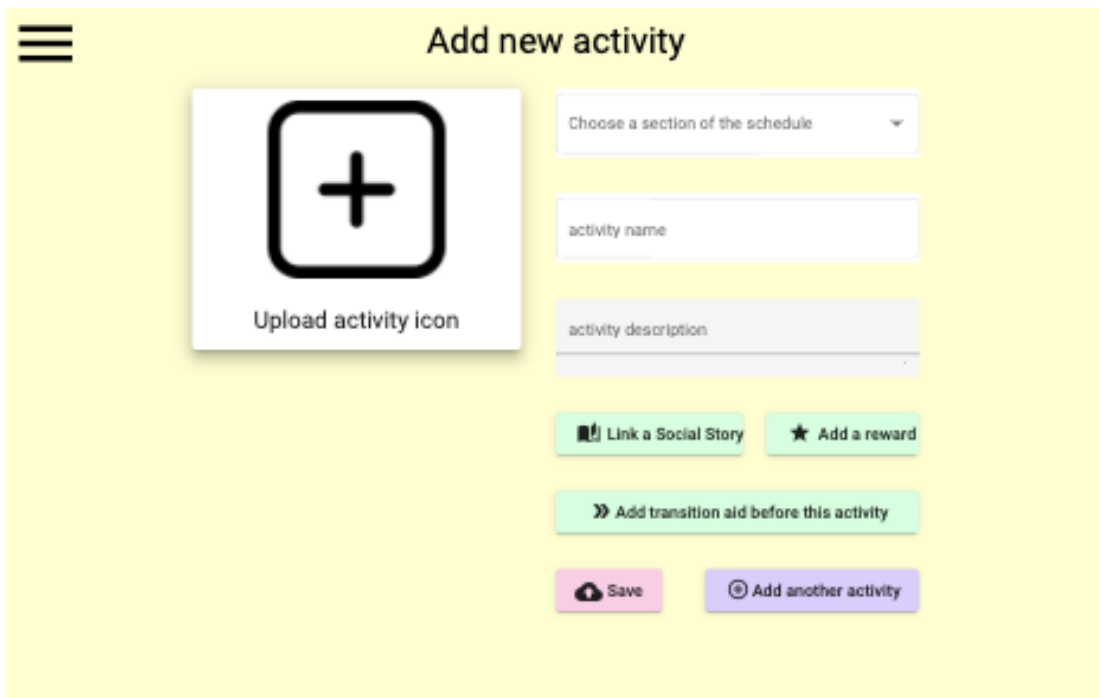 Add new activity
Upload activity icon
Choose a section of the schedule
activity name
activity description
Link a Social Story
Add a reward
Add transition aid before this activity
Save
Add another activity